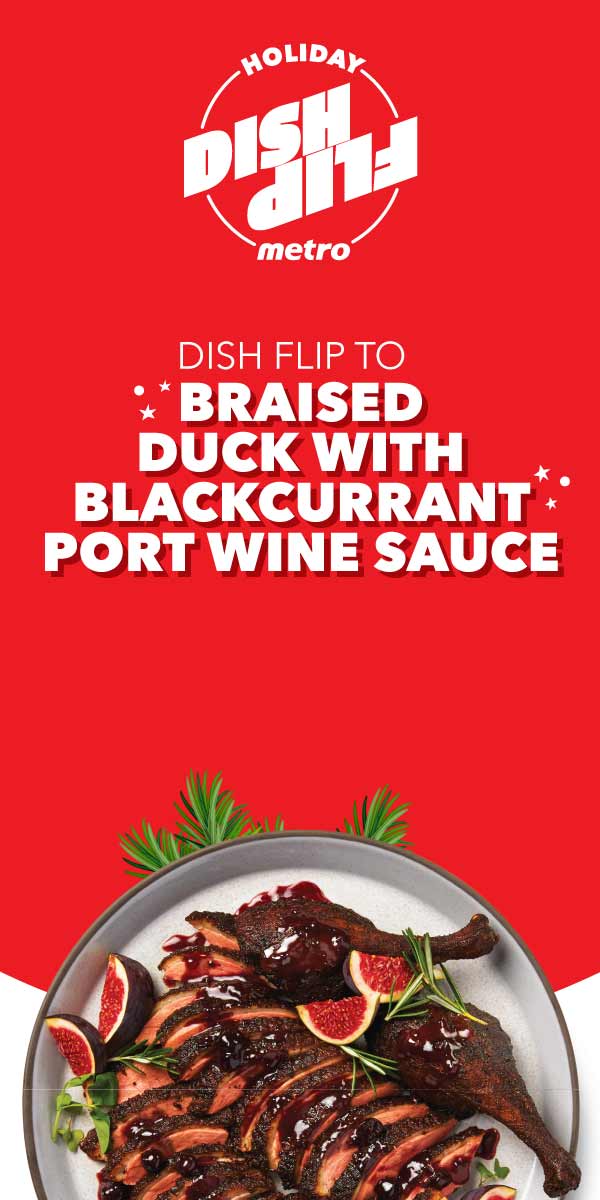 HOLIDAY
DISH
FLIP
metro
DISH FLIP TO
BRAISED
DUCK WITH
BLACKCURRANT
PORT WINE SAUCE